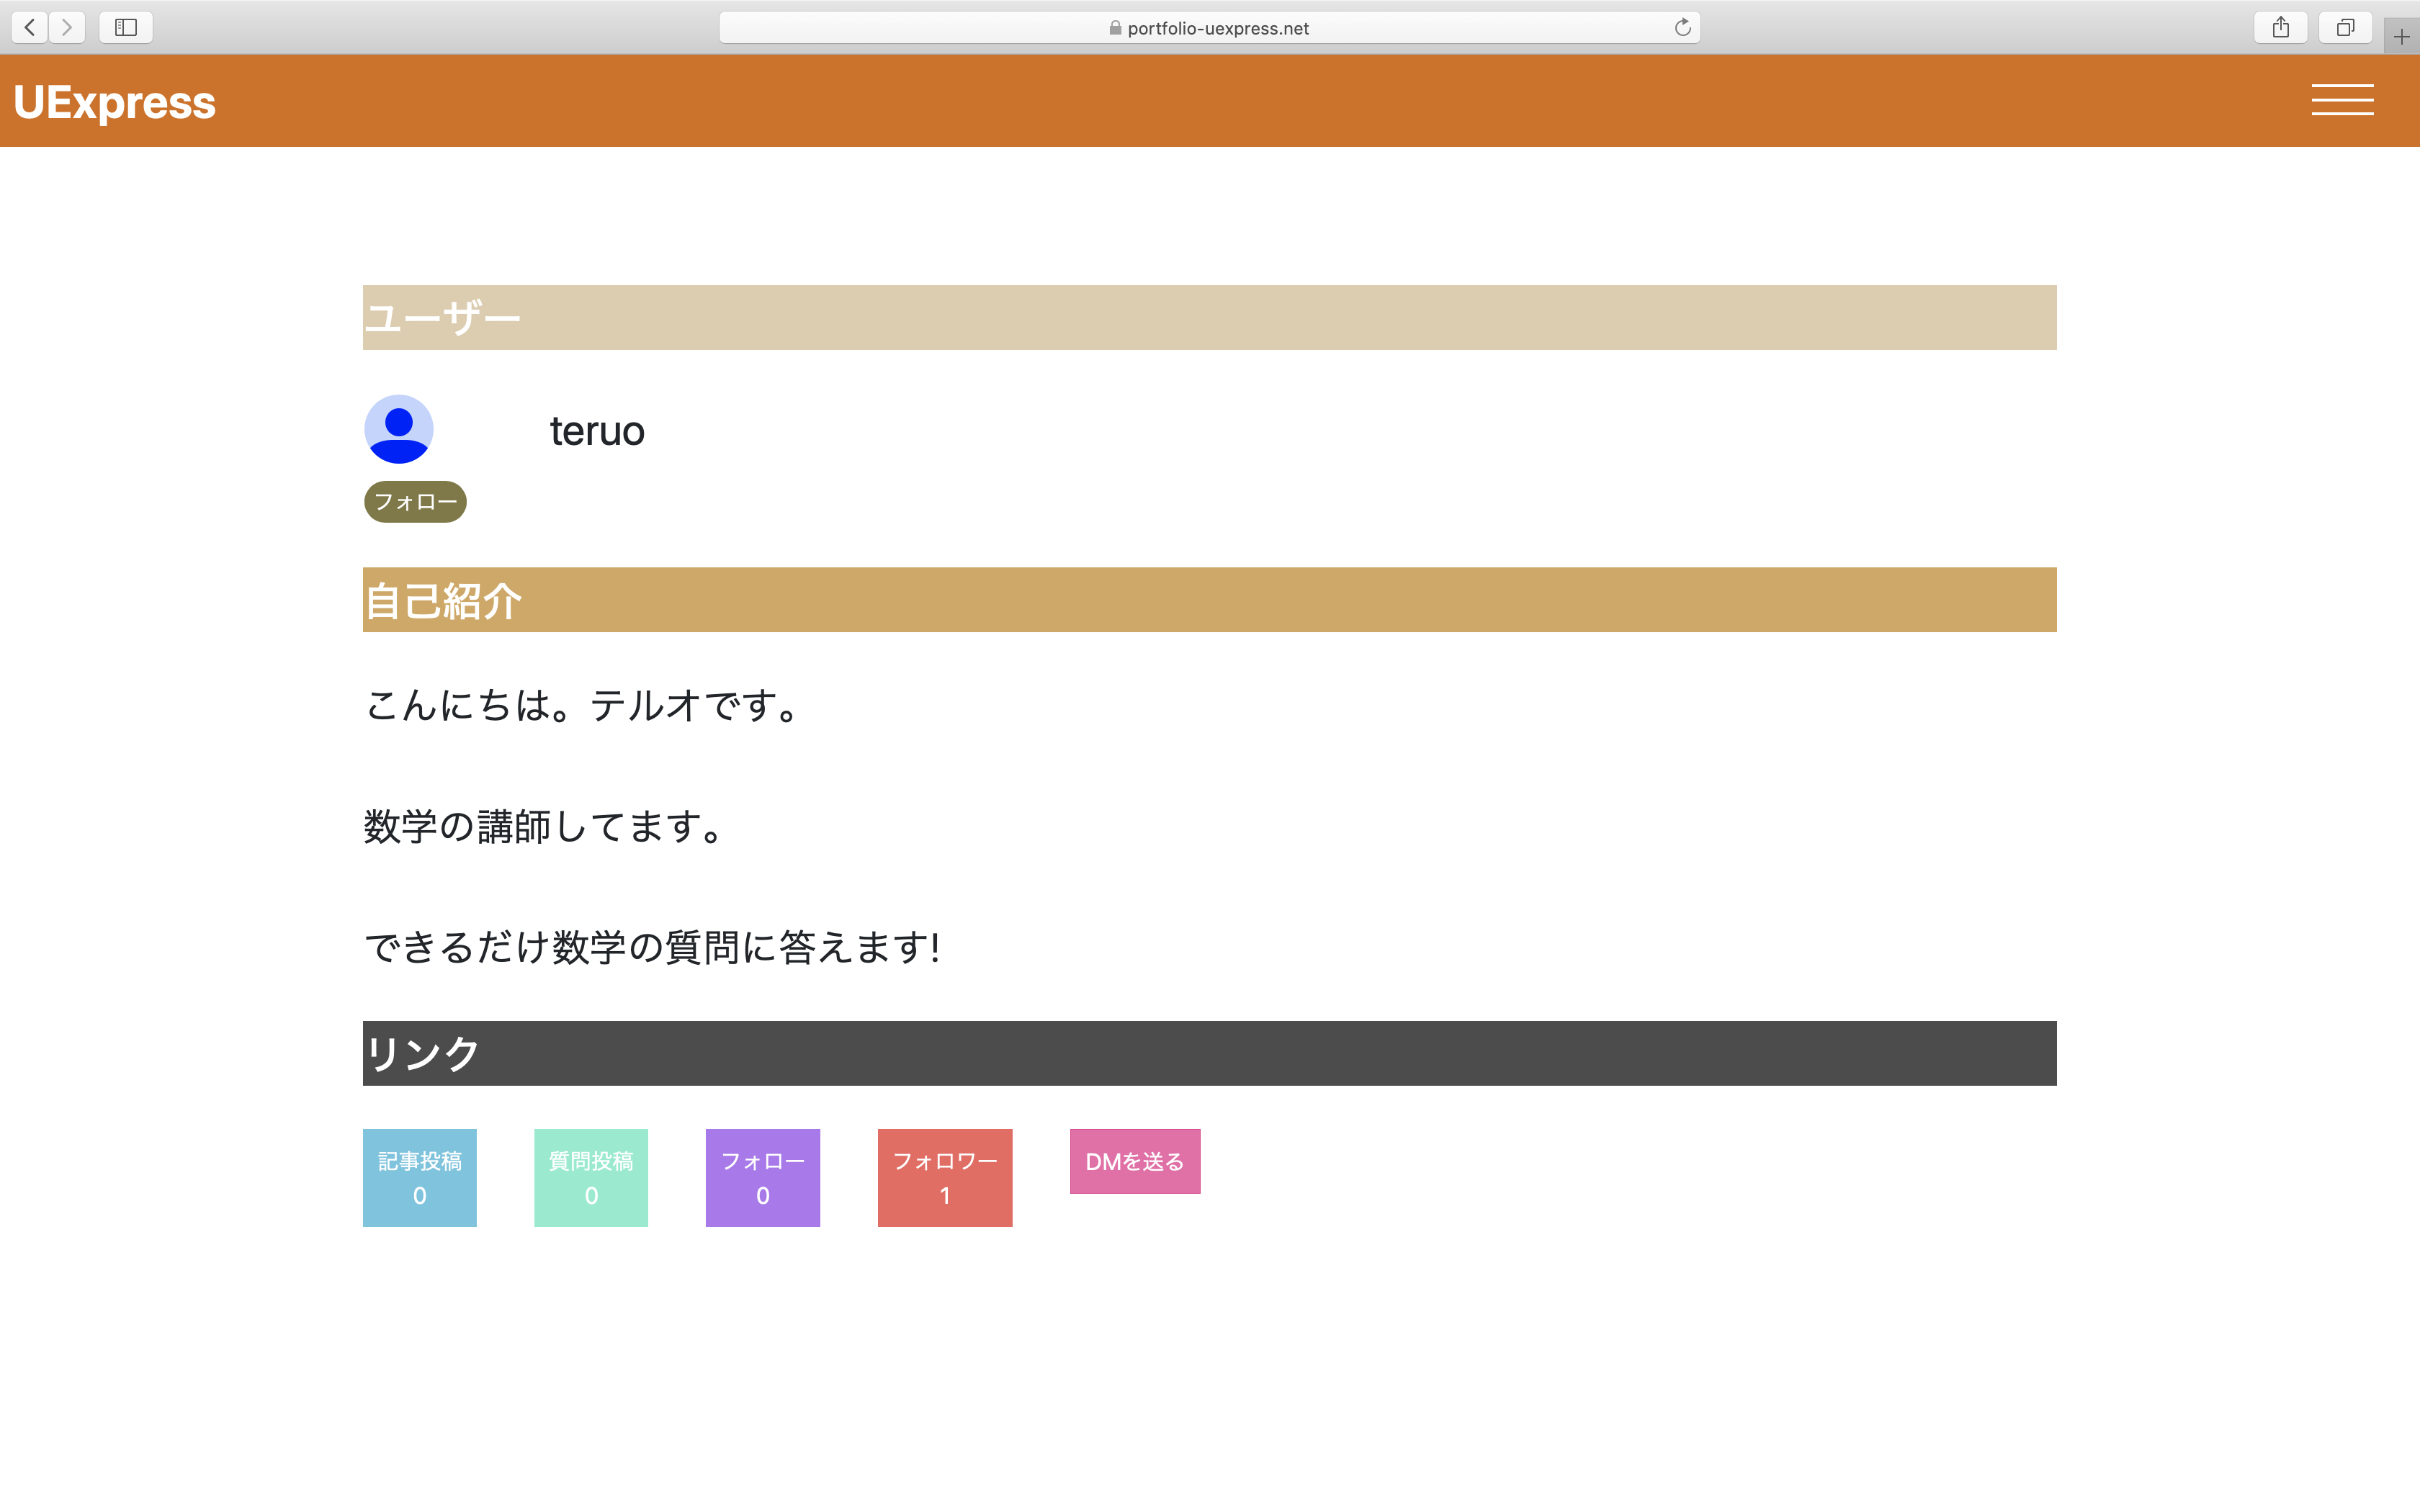 portfolio-uexpress.net
UExpress
ユーザー
teruo
フォロー
自己紹介
こんにちは。テルオです。
数学の講師してます。
できるだけ数学の質問に答えます!
リンク
記事投稿
0
質問投稿
0
フォロー
0
フォロワー
1
DMを送る